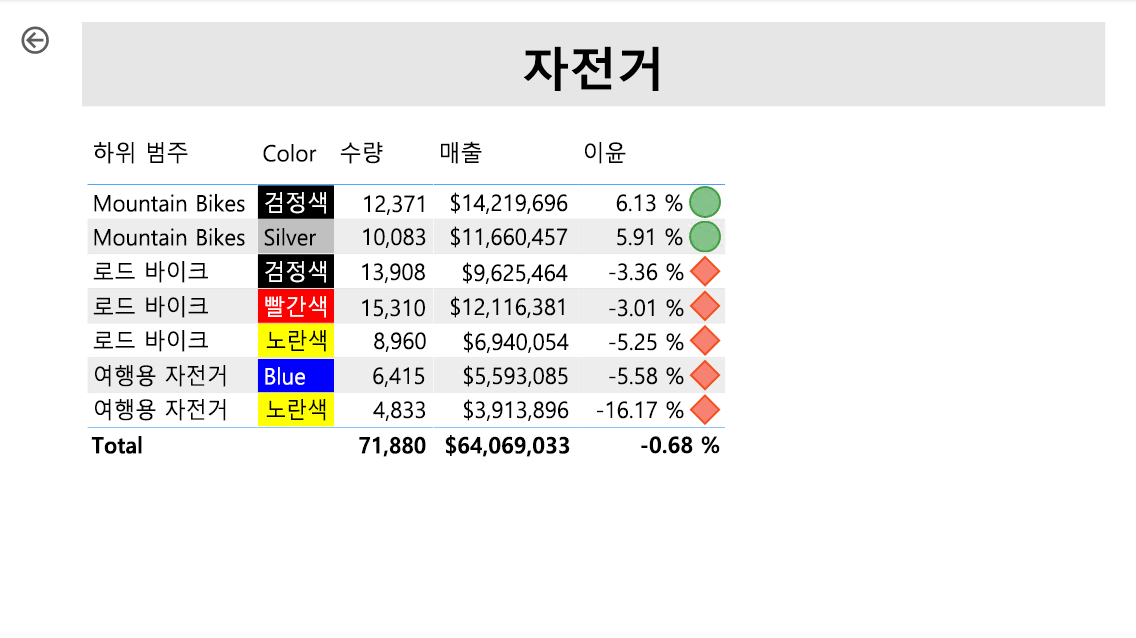 자전거
하위 범주 Color 수량 매출 이윤
Mountain Bikes 검정색 12,371 $14,219,696 6.13 %
Mountain Bikes Silver 10,083 $11,660,457 5.91 %
로드 바이크 검정색 13,908 $9,625,464 -3.36 %
로드 바이크 빨간색 15,310 $12,116,381 -3.01 %
로드 바이크 노란색 8,960 $6,940,054 -5.25 %
여행용 자전거 Blue 6,415 $5,593,085 -5.58 %
여행용 자전거 노란색 4,833 $3,913,896 -16.17 %
Total 71,880 $64,069,033 -0.68 %